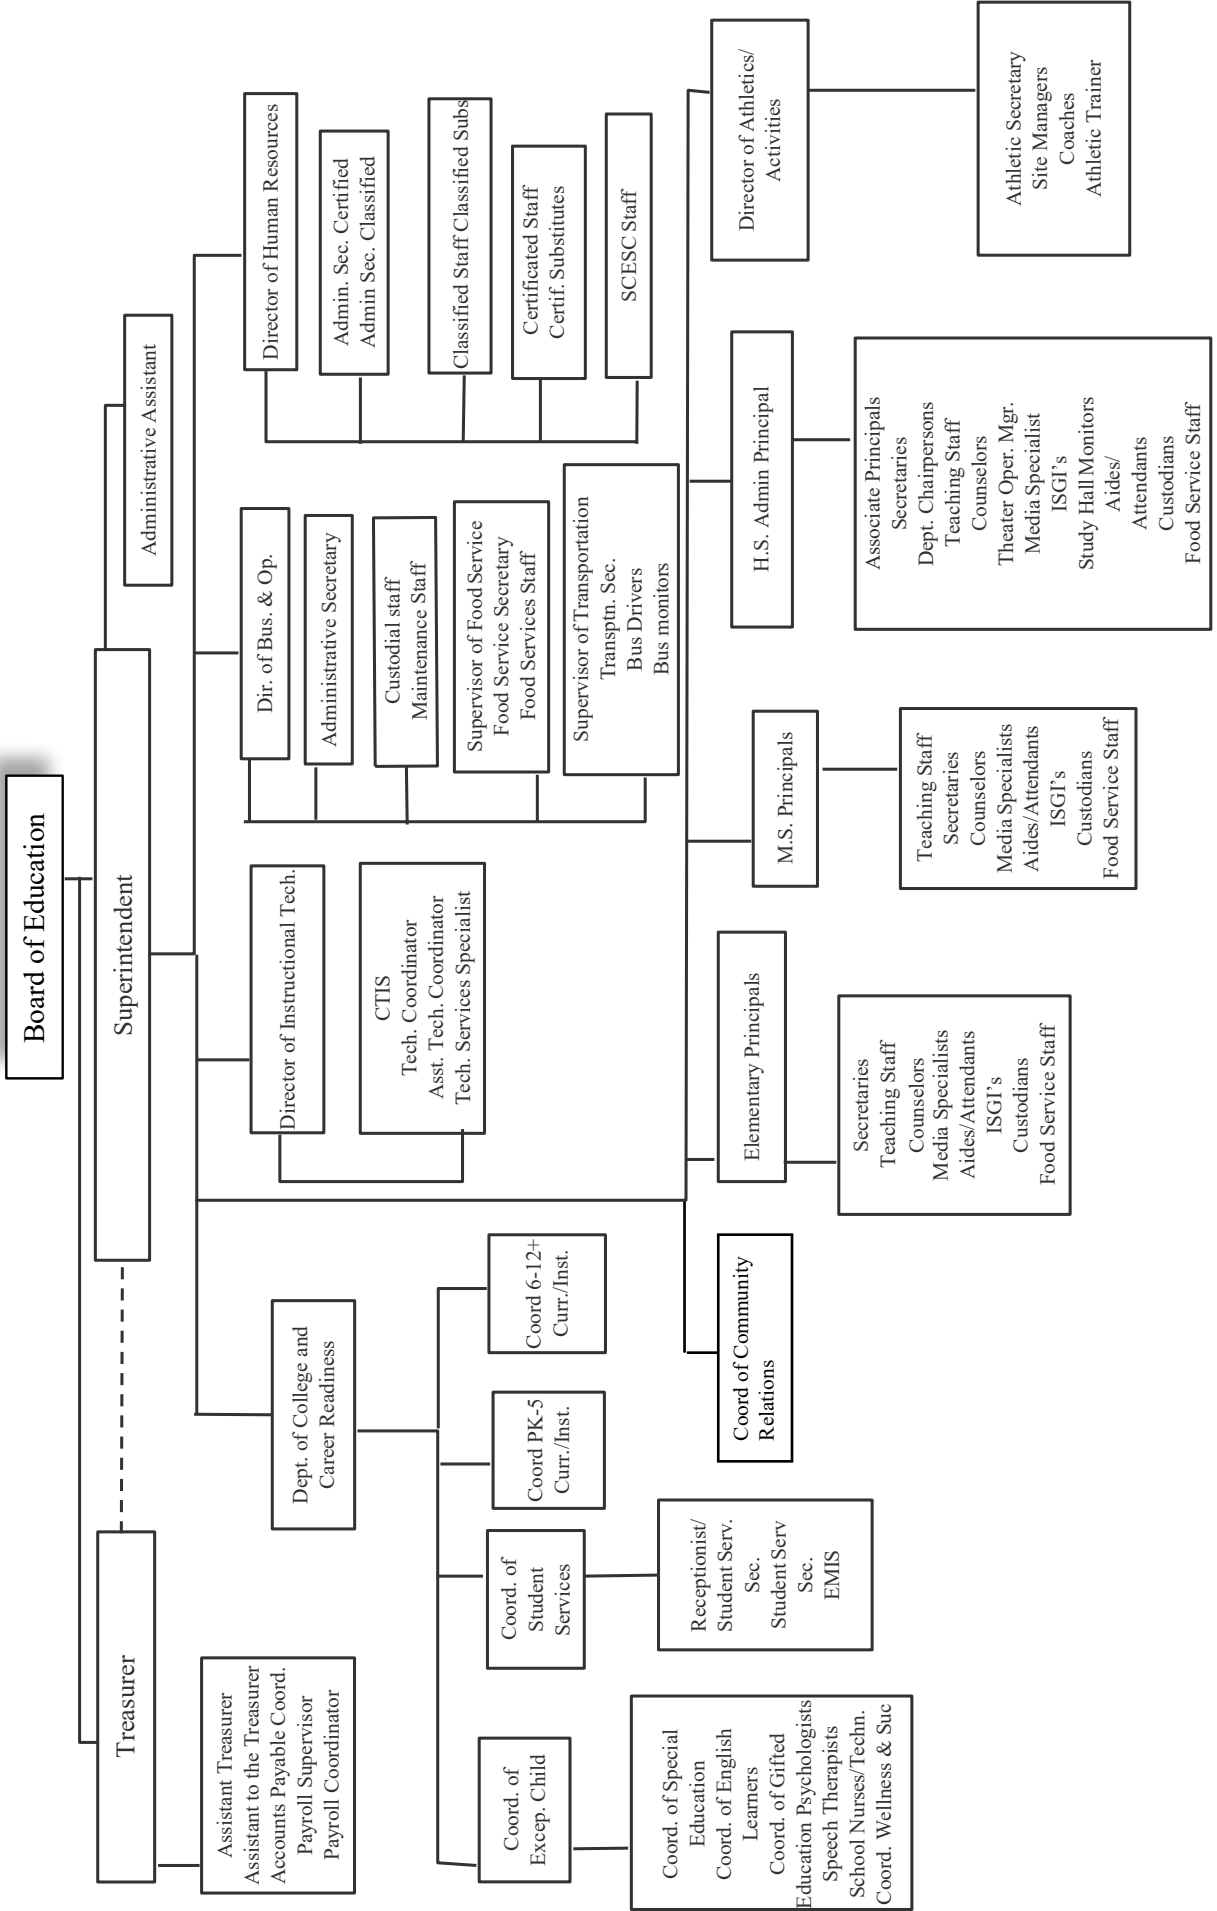 Board of Education
Treasurer
Superintendent
Administrative Assistant
Assistant Treasurer
Assistant to the Treasurer
Accounts Payable Coord.
Payroll Supervisor
Payroll Coordinator
Dept. of College and
Career Readiness
Director of Instructional Tech.
CTIS
Tech. Coordinator
Asst. Tech. Coordinator
Tech. Services Specialist
Dir. of Bus. & Op.
Administrative Secretary
Custodial staff
Maintenance Staff
Supervisor of Food Service
Food Service Secretary
Food Services Staff
Supervisor of Transportation
Transptn. Sec.
Bus Drivers
Bus monitors
Director of Human Resources
Admin. Sec. Certified
Admin Sec. Classified
Classified Staff Classified Subs
Certificated Staff
Certif. Substitutes
SCESC Staff
Coord. of
Excep. Child
Coord. of
Student
Services
Coord PK-5
Curr./Inst.
Coord 6-12+
Curr./Inst.
Coord. of Special
Education
Coord. of English
Learners
Coord. of Gifted
Education Psychologists
Speech Therapists
School Nurses/Techn.
Coord. Wellness & Suc
Receptionist/
Student Serv.
Sec.
Student Serv
Sec.
EMIS
Coord of Community
Relations
Elementary Principals
Secretaries
Teaching Staff
Counselors
Media Specialists
Aides/Attendants
ISGI's
Custodians
Food Service Staff
M.S. Principals
Teaching Staff
Secretaries
Counselors
Media Specialists
Aides/Attendants
ISGI's
Custodians
Food Service Staff
H.S. Admin Principal
Associate Principals
Secretaries
Dept. Chairpersons
Teaching Staff
Counselors
Theater Oper. Mgr.
Media Specialist
ISGI's
Study Hall Monitors
Aides/
Attendants
Custodians
Food Service Staff
Director of Athletics/
Activities
Athletic Secretary
Site Managers
Coaches
Athletic Trainer